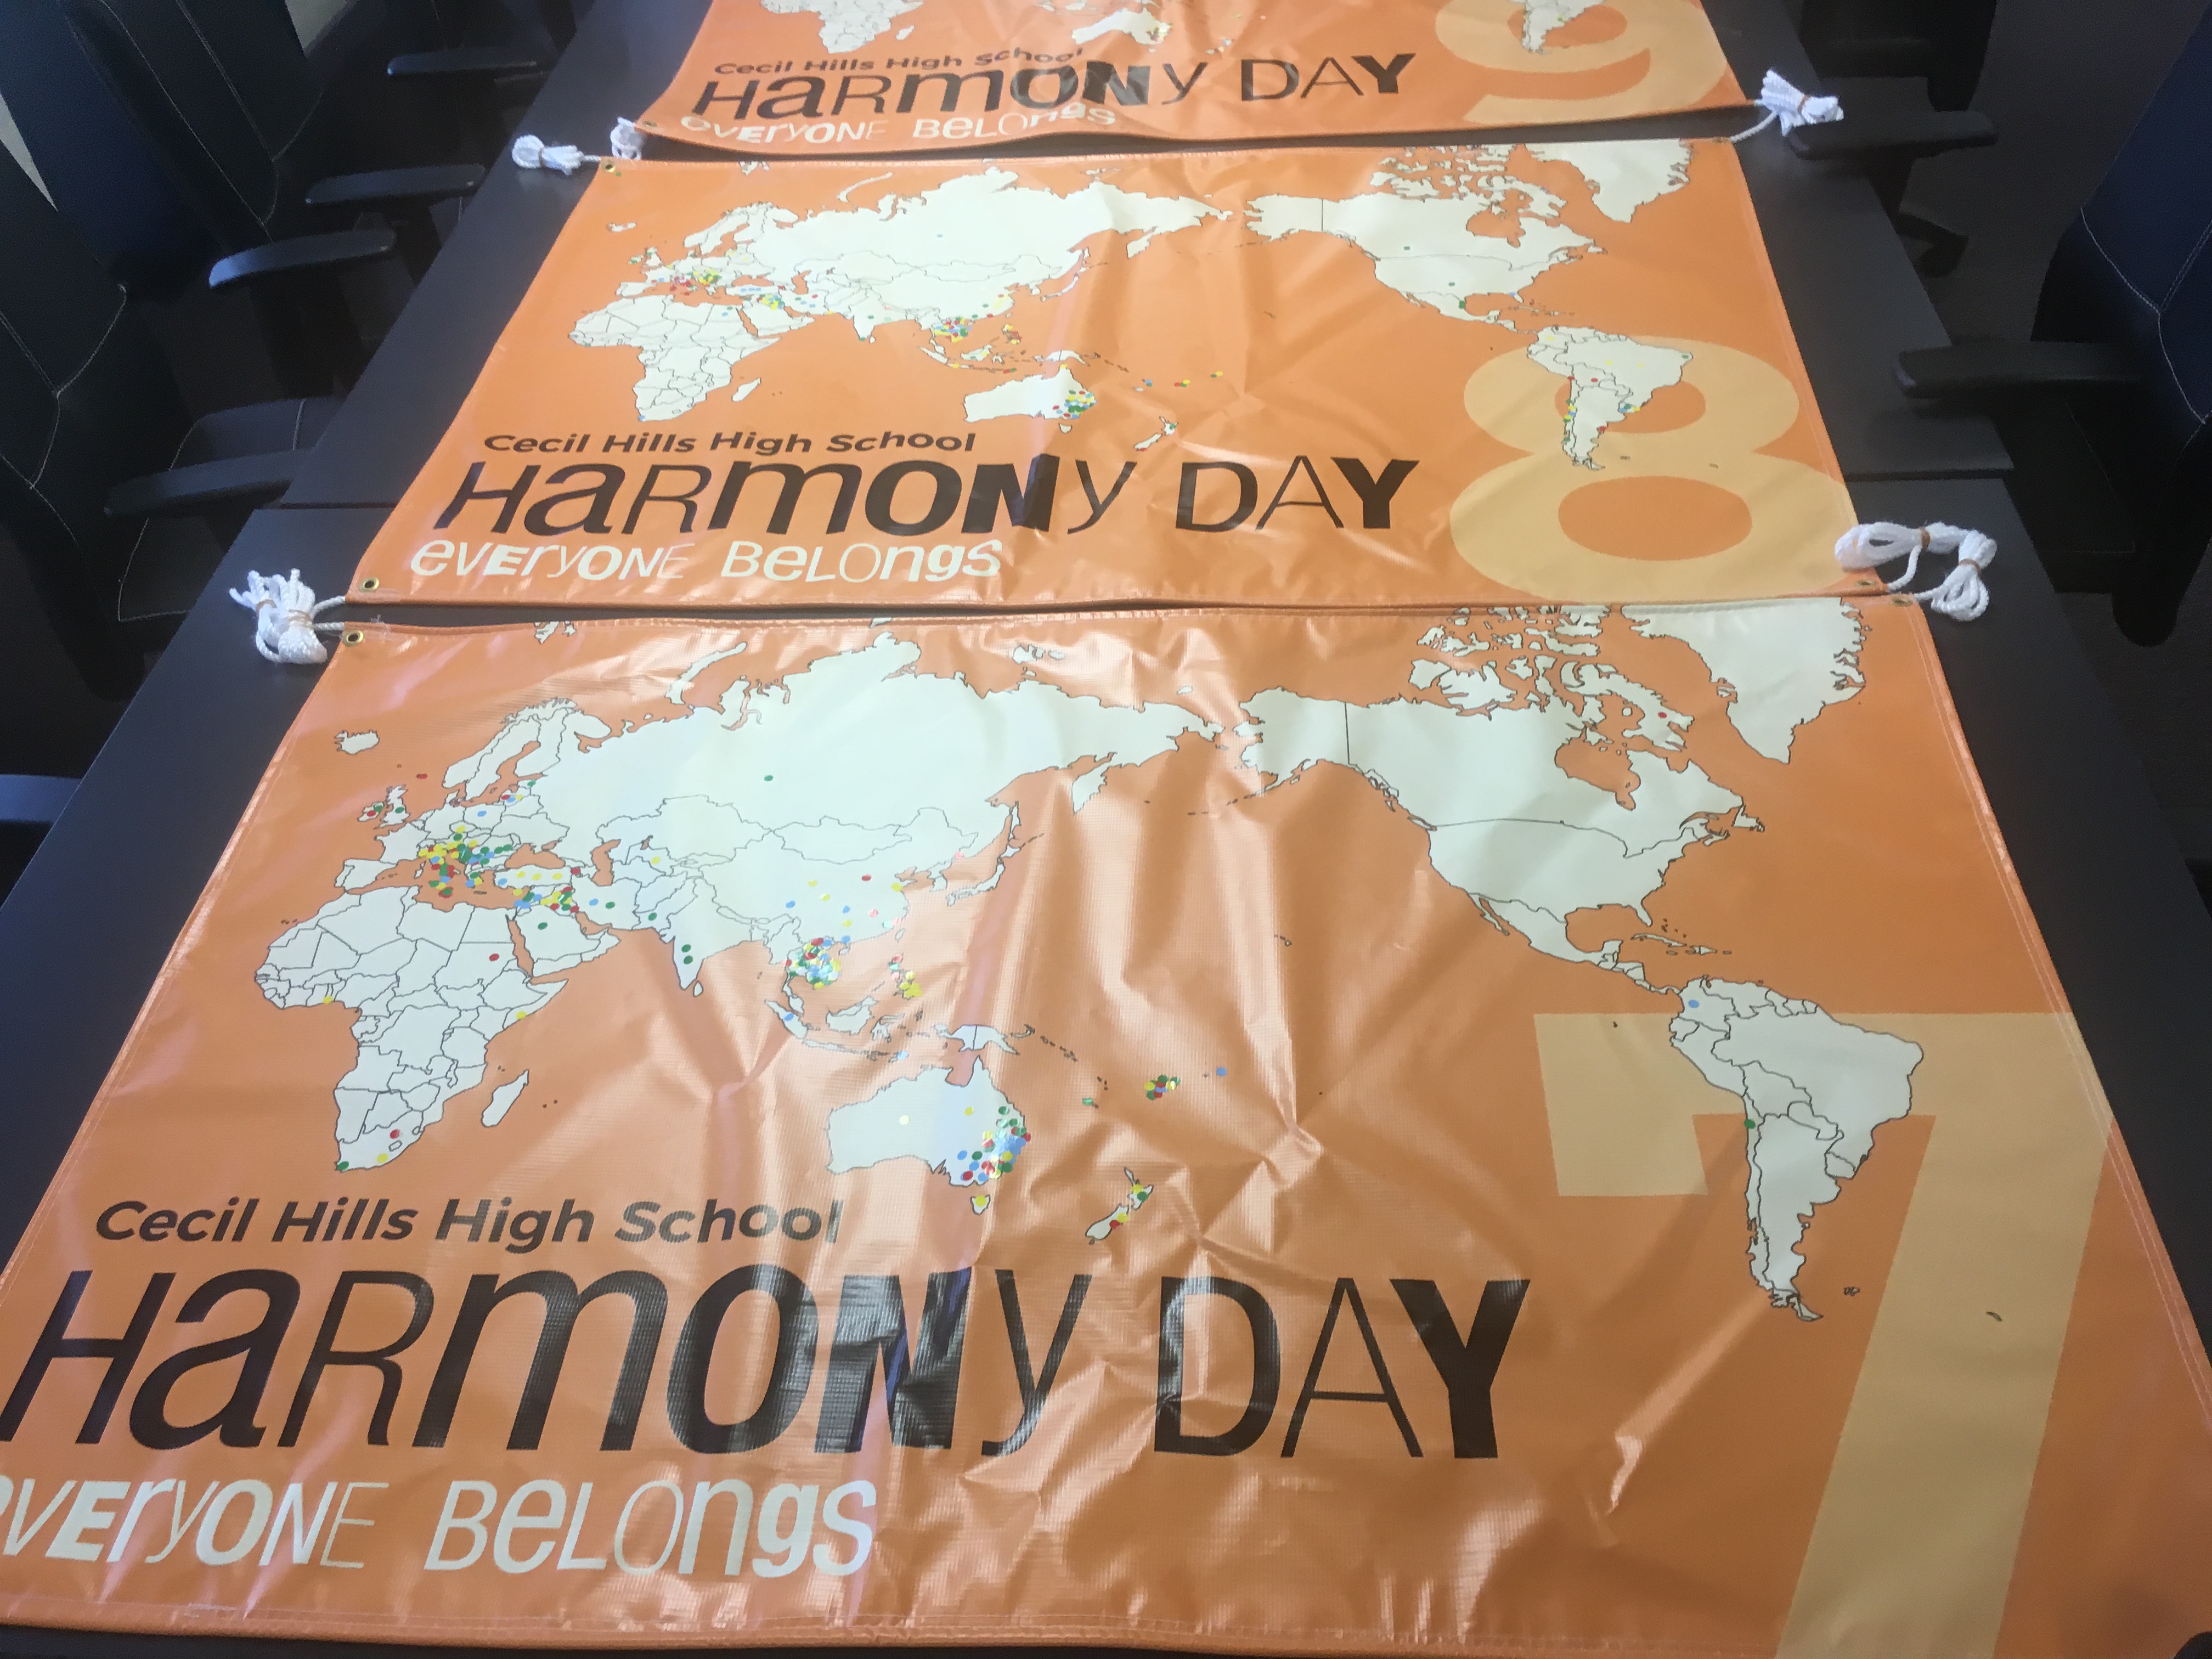 Cecil Hills High School
HaRmONy DAY
eVEryONE BeLOngs
9
Cecil Hills High School
HaRmONy DAY
eVEryONE BeLOngs
8
Cecil Hills High School
HaRmONy DAY
eVEryONE BeLOngs
7